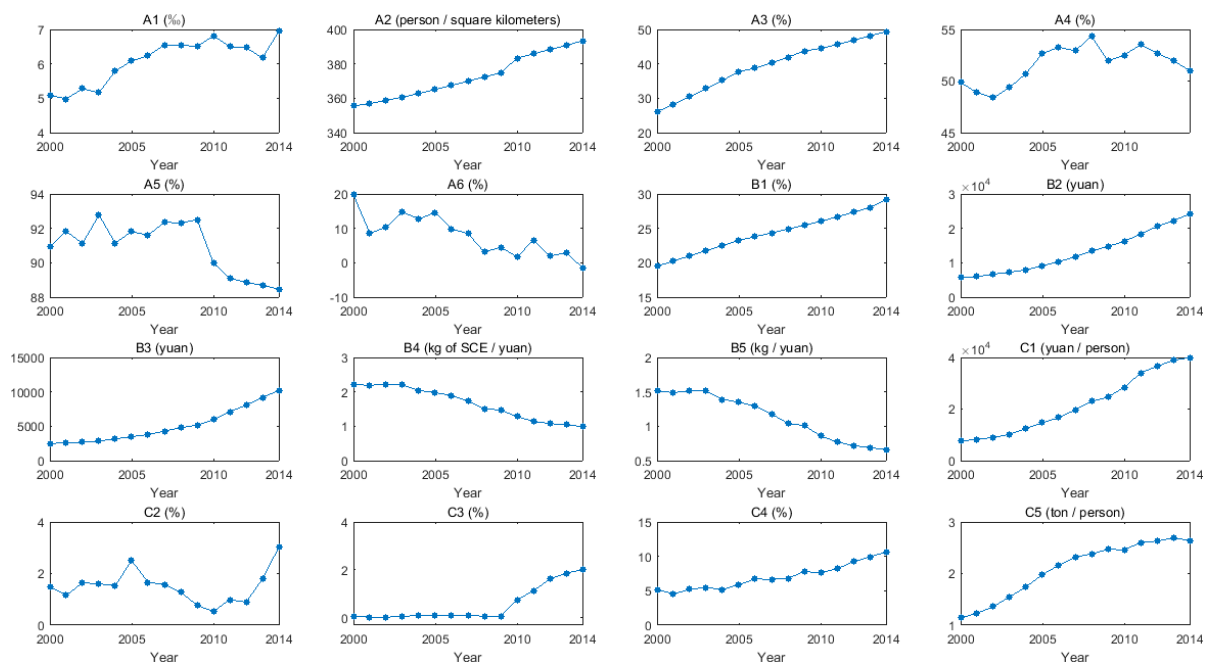 A1 (‰)
7
6
5
4
2000 2005 2010 2014
Year
A2 (person / square kilometers)
400
380
360
340
2000 2005 2010 2014
Year
A3 (%)
50
40
30
20
2000 2005 2010 2014
Year
A4 (%)
55
50
45
2000 2005 2010 2014
Year
A5 (%)
94
92
90
88
2000 2005 2010 2014
Year
A6 (%)
20
10
0
-10
2000 2005 2010 2014
Year
B1 (%)
30
25
20
15
2000 2005 2010 2014
Year
B2 (yuan)
× 10⁴
3
2
1
0
2000 2005 2010 2014
Year
B3 (yuan)
15000
10000
5000
0
2000 2005 2010 2014
Year
B4 (kg of SCE / yuan)
3
2
1
0
2000 2005 2010 2014
Year
B5 (kg / yuan)
2
1.5
1
0.5
2000 2005 2010 2014
Year
C1 (yuan / person)
× 10⁴
4
2
0
2000 2005 2010 2014
Year
C2 (%)
4
2
0
2000 2005 2010 2014
Year
C3 (%)
4
2
0
2000 2005 2010 2014
Year
C4 (%)
15
10
5
0
2000 2005 2010 2014
Year
C5 (ton / person)
3
2
1
2000 2005 2010 2014
Year